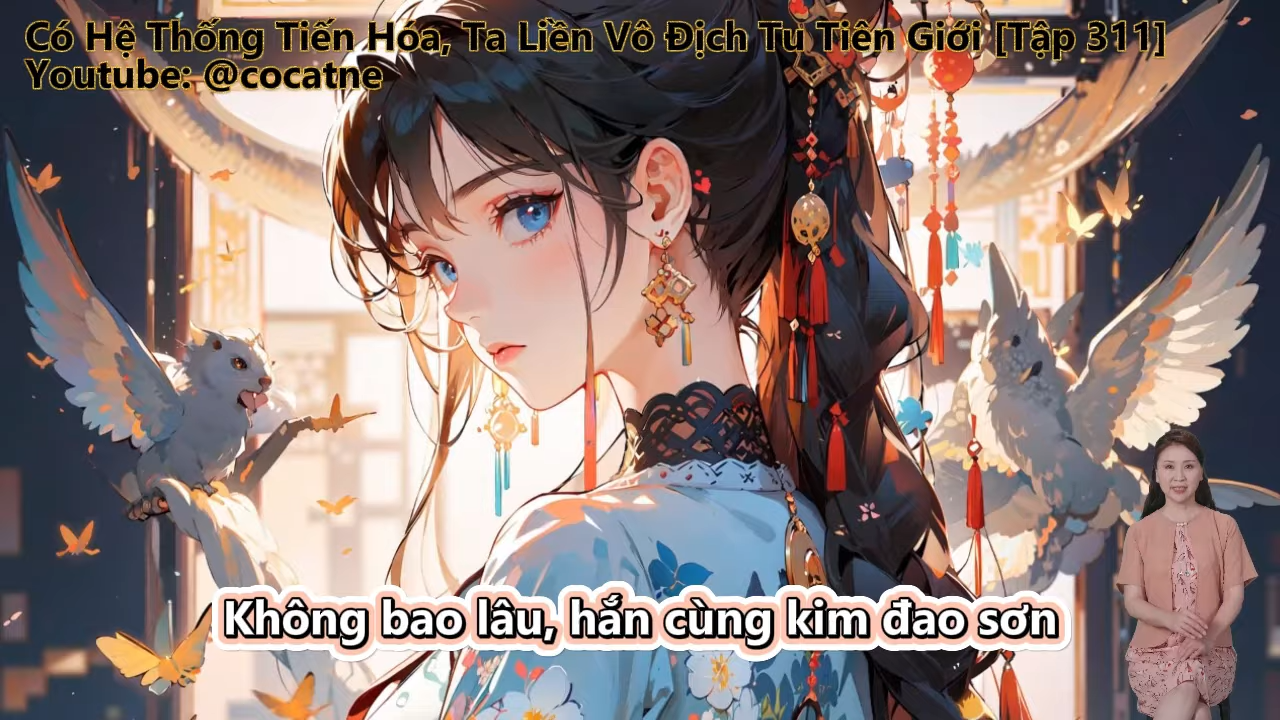 Có Hệ Thống Tiến Hóa, Ta Liền Vô Địch Tu Tiên Giới [Tập 311]
Youtube: @cocatne
Không bao lâu, hắn cùng kim đao sơn